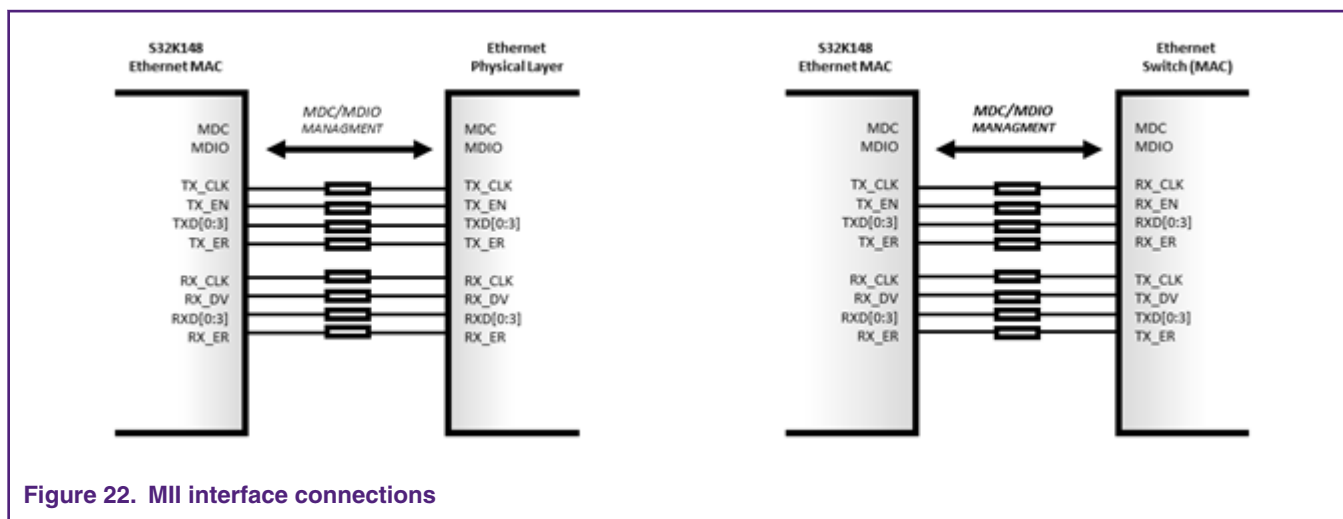 S32K148
Ethernet MAC
Ethernet
Physical Layer
MDC/MDIO
MANAGMENT
MDC
MDIO
TX_CLK
TX_EN
TXD[0:3]
TX_ER
RX_CLK
RX_DV
RXD[0:3]
RX_ER
MDC
MDIO
TX_CLK
TX_EN
TXD[0:3]
TX_ER
RX_CLK
RX_DV
RXD[0:3]
RX_ER
S32K148
Ethernet MAC
Ethernet
Switch (MAC)
MDC/MDIO
MANAGMENT
MDC
MDIO
TX_CLK
TX_EN
TXD[0:3]
TX_ER
RX_CLK
RX_DV
RXD[0:3]
RX_ER
MDC
MDIO
RX_CLK
RX_EN
RXD[0:3]
RX_ER
TX_CLK
TX_DV
TXD[0:3]
TX_ER
Figure 22. MII interface connections